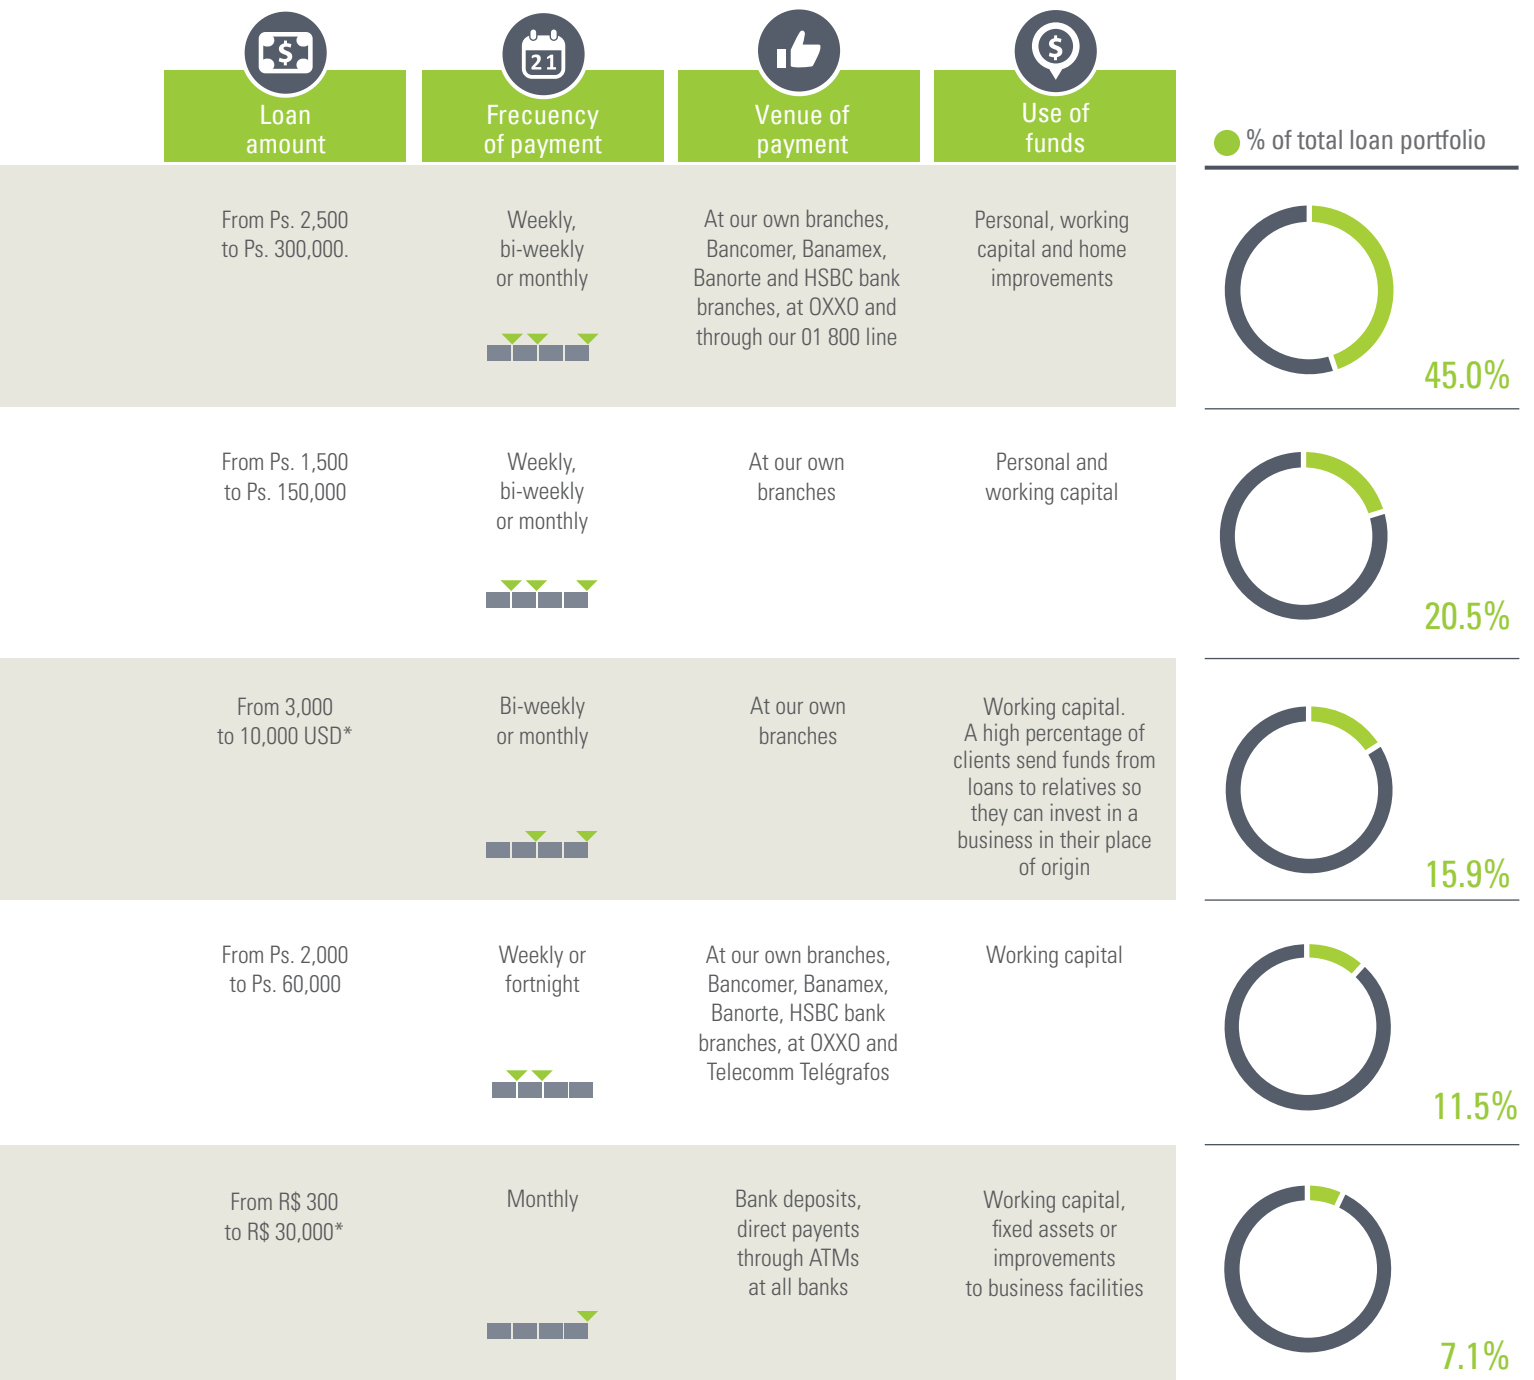 $
21
$
Loan
amount
Frecuency
of payment
Venue of
payment
Use of
funds
% of total loan portfolio
From Ps. 2,500
to Ps. 300,000.
Weekly,
bi-weekly
or monthly
At our own branches,
Bancomer, Banamex,
Banorte and HSBC bank
branches, at OXXO and
through our 01 800 line
Personal, working
capital and home
improvements
45.0%
From Ps. 1,500
to Ps. 150,000
Weekly,
bi-weekly
or monthly
At our own
branches
Personal and
working capital
20.5%
From 3,000
to 10,000 USD*
Bi-weekly
or monthly
At our own
branches
Working capital.
A high percentage of
clients send funds from
loans to relatives so
they can invest in a
business in their place
of origin
15.9%
From Ps. 2,000
to Ps. 60,000
Weekly or
fortnight
At our own branches,
Bancomer, Banamex,
Banorte, HSBC bank
branches, at OXXO and
Telecomm Telégrafos
Working capital
11.5%
From R$ 300
to R$ 30,000*
Monthly
Bank deposits,
direct payents
through ATMs
at all banks
Working capital,
fixed assets or
improvements
to business facilities
7.1%